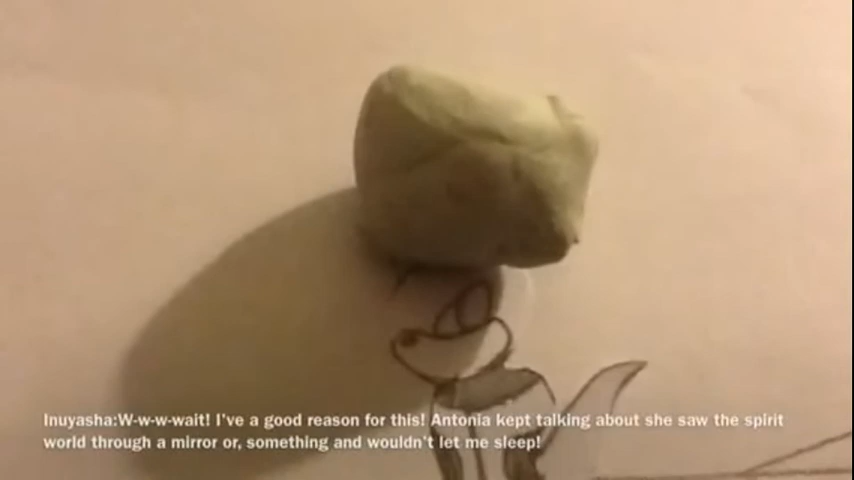 Inuyasha:W-w-w-wait! I've a good reason for this! Antonia kept talking about she saw the spirit
world through a mirror or, something and wouldn't let me sleep!